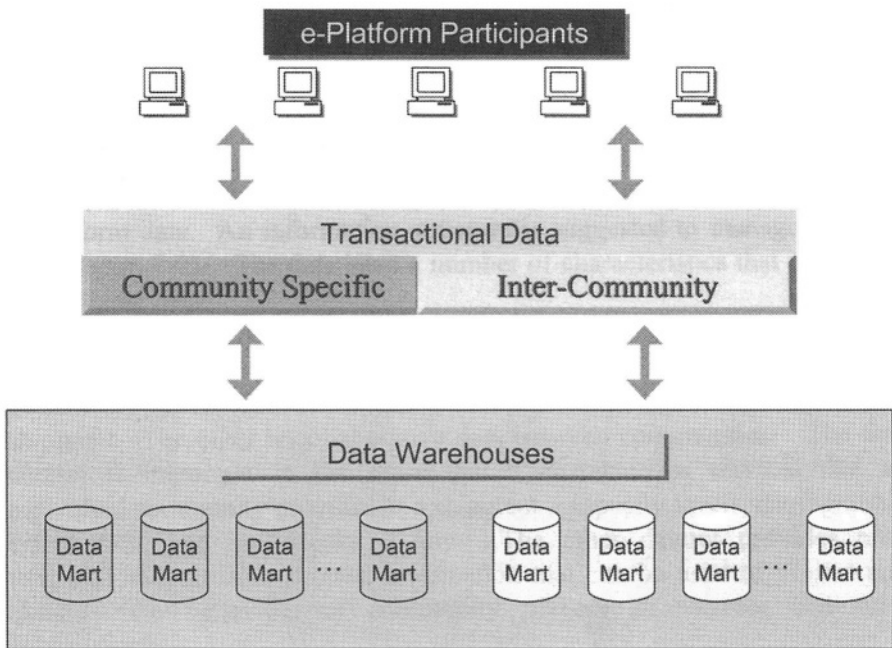 e-Platform Participants
Transactional Data
Community Specific
Inter-Community
Data Warehouses
Data Mart
Data Mart
Data Mart
...
Data Mart
Data Mart
Data Mart
Data Mart
...
Data Mart